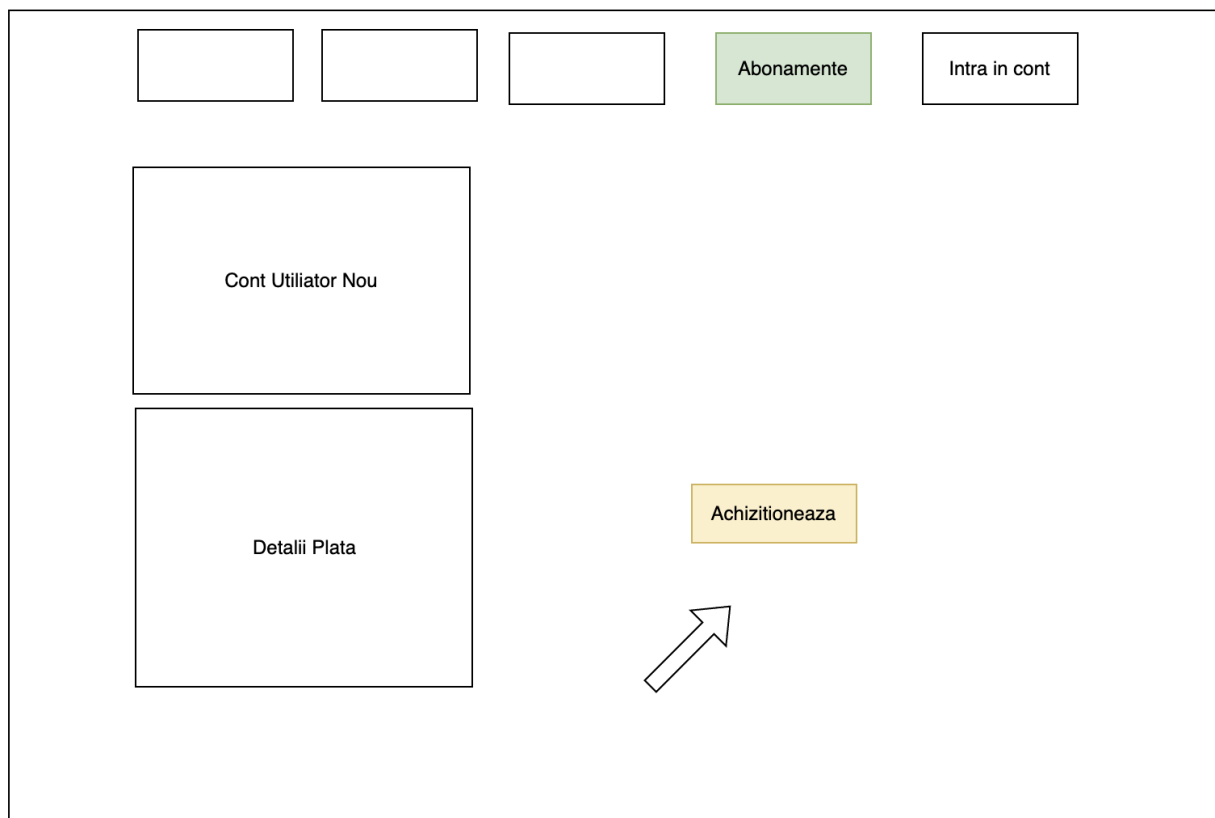 Abonamente
Intra in cont
Cont Utiliator Nou
Achizitioneaza
Detalii Plata